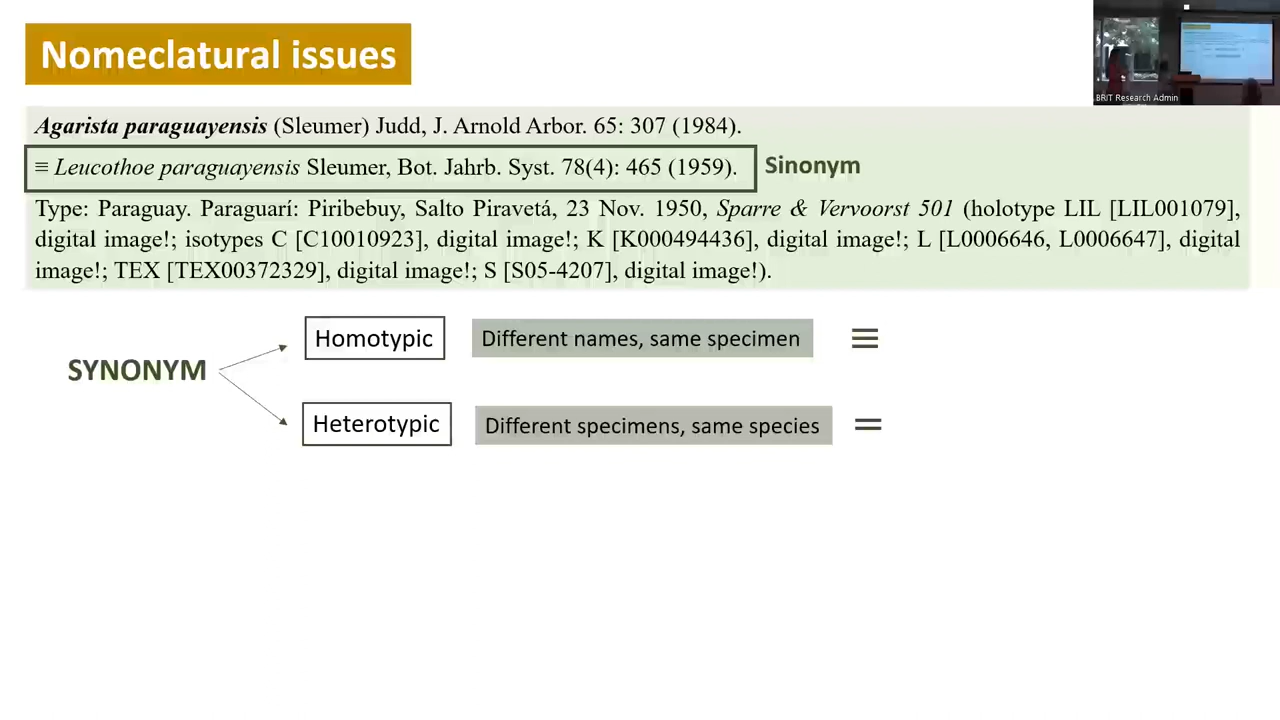 Nomeclatural issues
BRIT Research Admin
Agarista paraguayensis (Sleumer) Judd, J. Arnold Arbor. 65: 307 (1984).
≡ Leucothoe paraguayensis Sleumer, Bot. Jahrb. Syst. 78(4): 465 (1959). Sinonym
Type: Paraguay. Paraguarí: Piribebuy, Salto Piravetá, 23 Nov. 1950, Sparre & Vervoorst 501 (holotype LIL [LIL001079],
digital image!; isotypes C [C10010923], digital image!; K [K000494436], digital image!; L [L0006646, L0006647], digital
image!; TEX [TEX00372329], digital image!; S [S05-4207], digital image!).
SYNONYM
Homotypic Different names, same specimen ≡
Heterotypic Different specimens, same species =